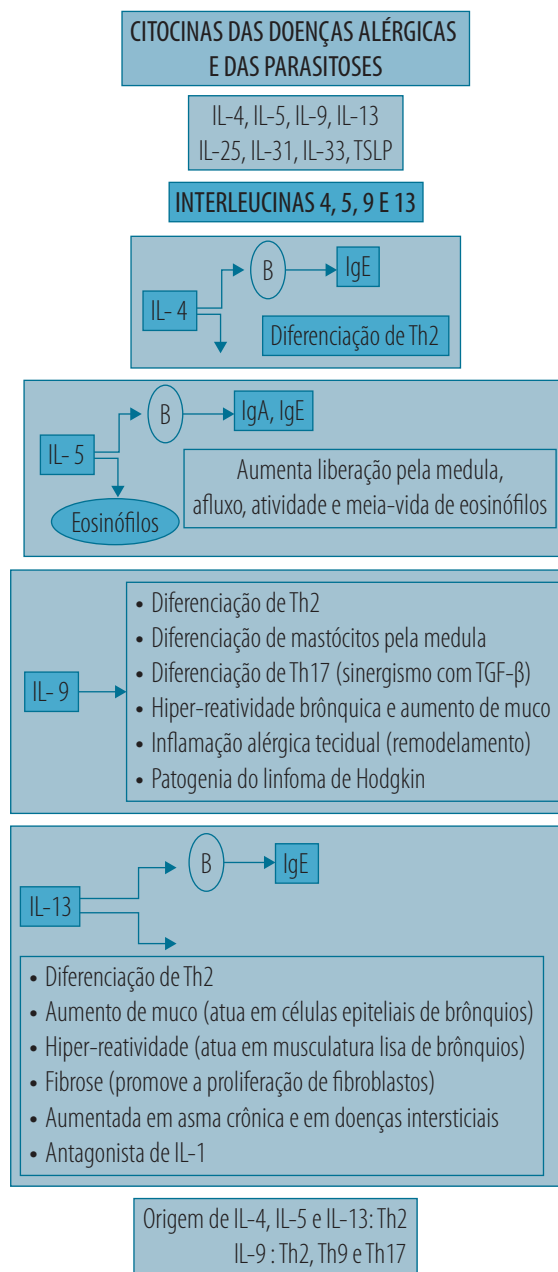 CITOCINAS DAS DOENÇAS ALÉRGICAS
E DAS PARASITOSES
IL-4, IL-5, IL-9, IL-13
IL-25, IL-31, IL-33, TSLP
INTERLEUCINAS 4, 5, 9 E 13
B
IgE
IL- 4
Diferenciação de Th2
B
IgA, IgE
IL- 5
Aumenta liberação pela medula,
afluxo, atividade e meia-vida de eosinófilos
Eosinófilos
IL- 9
• Diferenciação de Th2
• Diferenciação de mastócitos pela medula
• Diferenciação de Th17 (sinergismo com TGF-β)
• Hiper-reatividade brônquica e aumento de muco
• Inflamação alérgica tecidual (remodelamento)
• Patogenia do linfoma de Hodgkin
B
IgE
IL-13
• Diferenciação de Th2
• Aumento de muco (atua em células epiteliais de brônquios)
• Hiper-reatividade (atua em musculatura lisa de brônquios)
• Fibrose (promove a proliferação de fibroblastos)
• Aumentada em asma crônica e em doenças intersticiais
• Antagonista de IL-1
Origem de IL-4, IL-5 e IL-13: Th2
IL-9 : Th2, Th9 e Th17